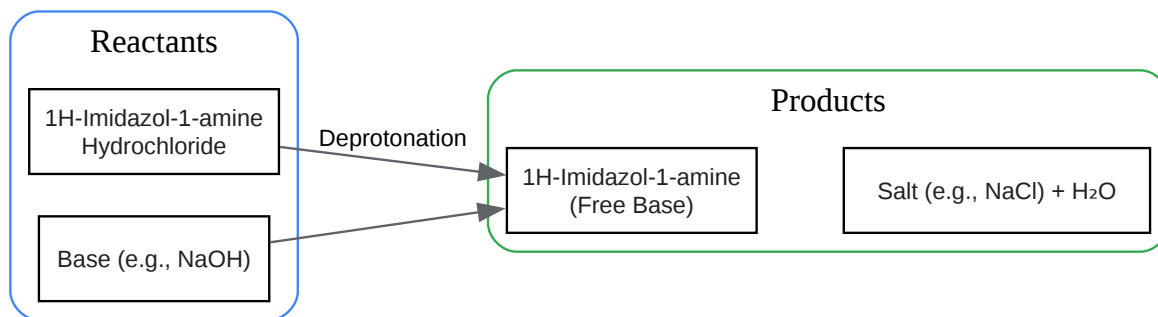 Reactants
1H-Imidazol-1-amine
Hydrochloride
Base (e.g., NaOH)
Deprotonation
Products
1H-Imidazol-1-amine
(Free Base)
Salt (e.g., NaCl) + H₂O